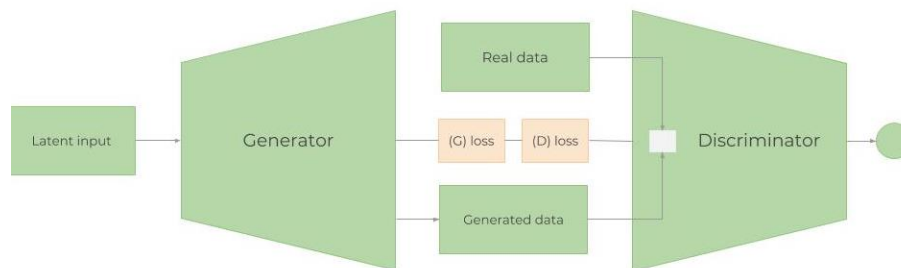 Latent input
Generator
Real data
(G) loss
(D) loss
Generated data
Discriminator